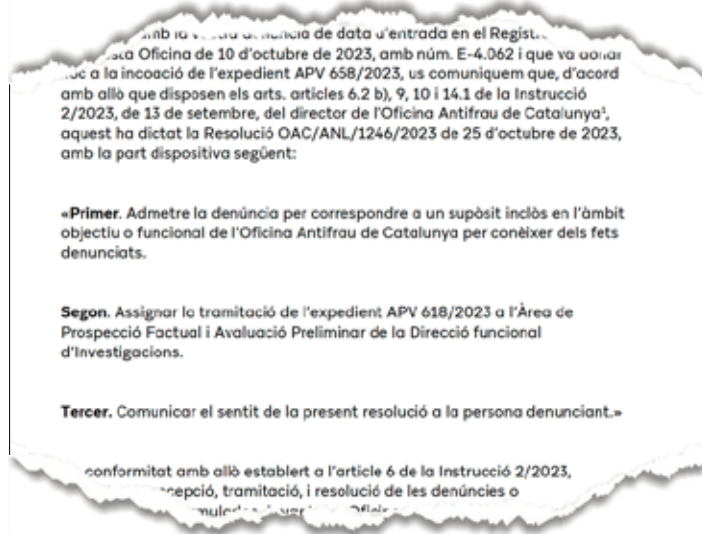 de data d'entrada en el
Oficina de 10 d'octubre de 2023, amb núm. E-4.062 i que va donar
a la incoació de l'expedient APV 658/2023, us comuniquem que, d'acord
amb allò que disposen els arts. articles 6.2 b), 9, 10 i 14.1 de la Instrucció
2/2023, de 13 de setembre, del director de l'Oficina Antifrau de Catalunya¹,
aquest ha dictat la Resolució OAC/ANL/1246/2023 de 25 d'octubre de 2023,
amb la part dispositiva següent:
«Primer. Admetre la denúncia per correspondre a un supòsit inclòs en l'àmbit
objectiu o funcional de l'Oficina Antifrau de Catalunya per conèixer dels fets
denunciats.
Segon. Assignar la tramitació de l'expedient APV 618/2023 a l'Àrea de
Prospecció Factual i Avaluació Preliminar de la Direcció funcional
d'Investigacions.
Tercer. Comunicar el sentit de la present resolució a la persona denunciant.»
conformitat amb allò establert a l'article 6 de la Instrucció 2/2023,
tramitació, i resolució de les denúncies o